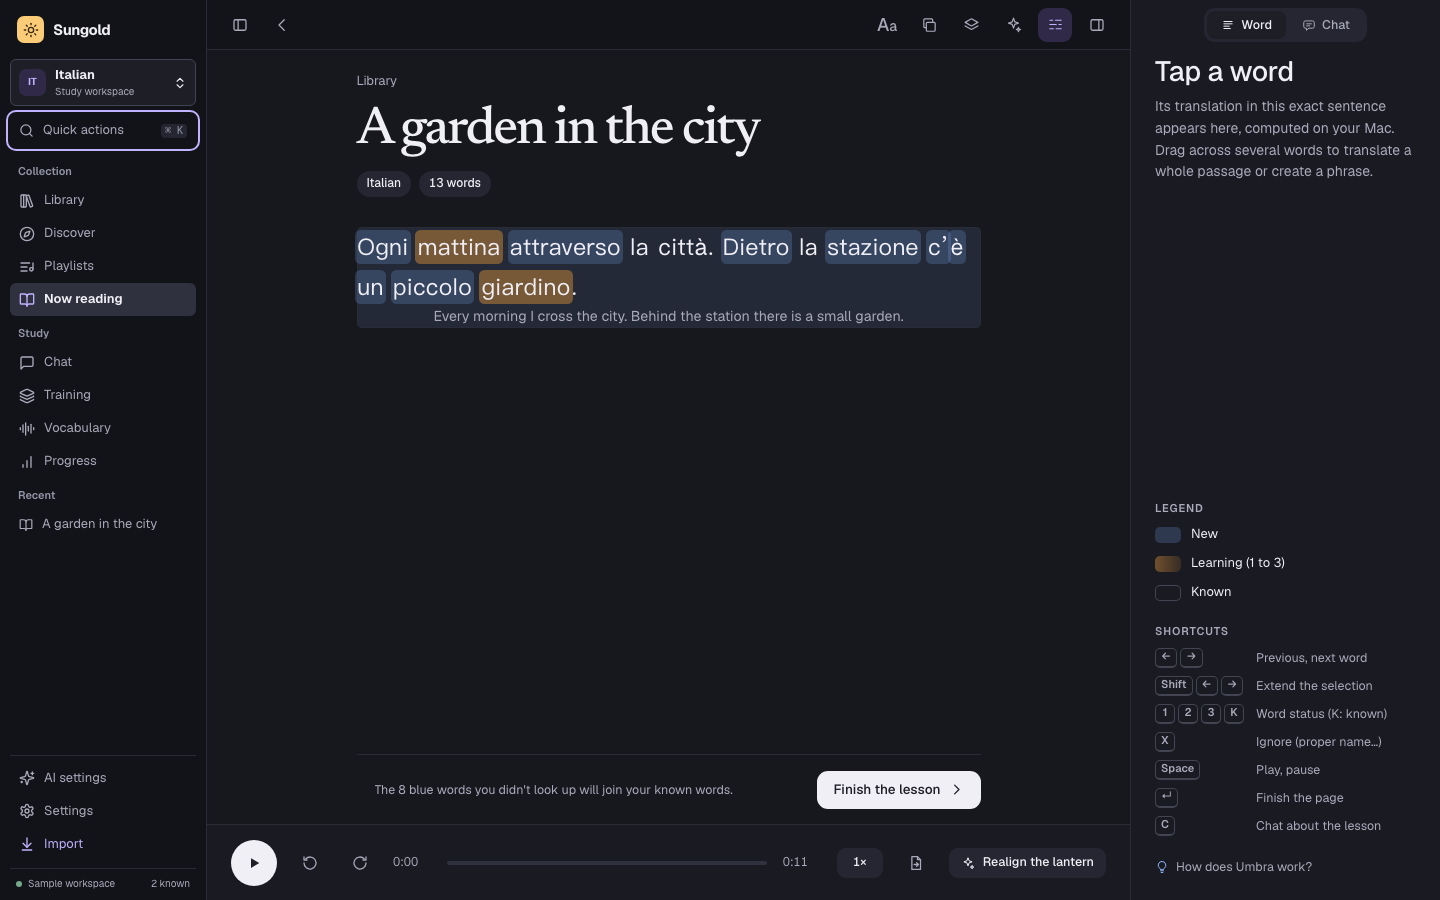 Sungold
IT
Italian
Study workspace
Quick actions
⌘ K
Collection
Library
Discover
Playlists
Now reading
Study
Chat
Training
Vocabulary
Progress
Recent
A garden in the city
AI settings
Settings
Import
Sample workspace
2 known
Aa
Library
A garden in the city
Italian
13 words
Ogni mattina attraverso la città. Dietro la stazione c’è
un piccolo giardino.
Every morning I cross the city. Behind the station there is a small garden.
The 8 blue words you didn't look up will join your known words.
Finish the lesson
0:00
0:11
1×
Realign the lantern
Word
Chat
Tap a word
Its translation in this exact sentence
appears here, computed on your Mac.
Drag across several words to translate a
whole passage or create a phrase.
LEGEND
New
Learning (1 to 3)
Known
SHORTCUTS
← → Previous, next word
Shift ← → Extend the selection
1 2 3 K Word status (K: known)
X Ignore (proper name…)
Space Play, pause
↵ Finish the page
C Chat about the lesson
How does Umbra work?